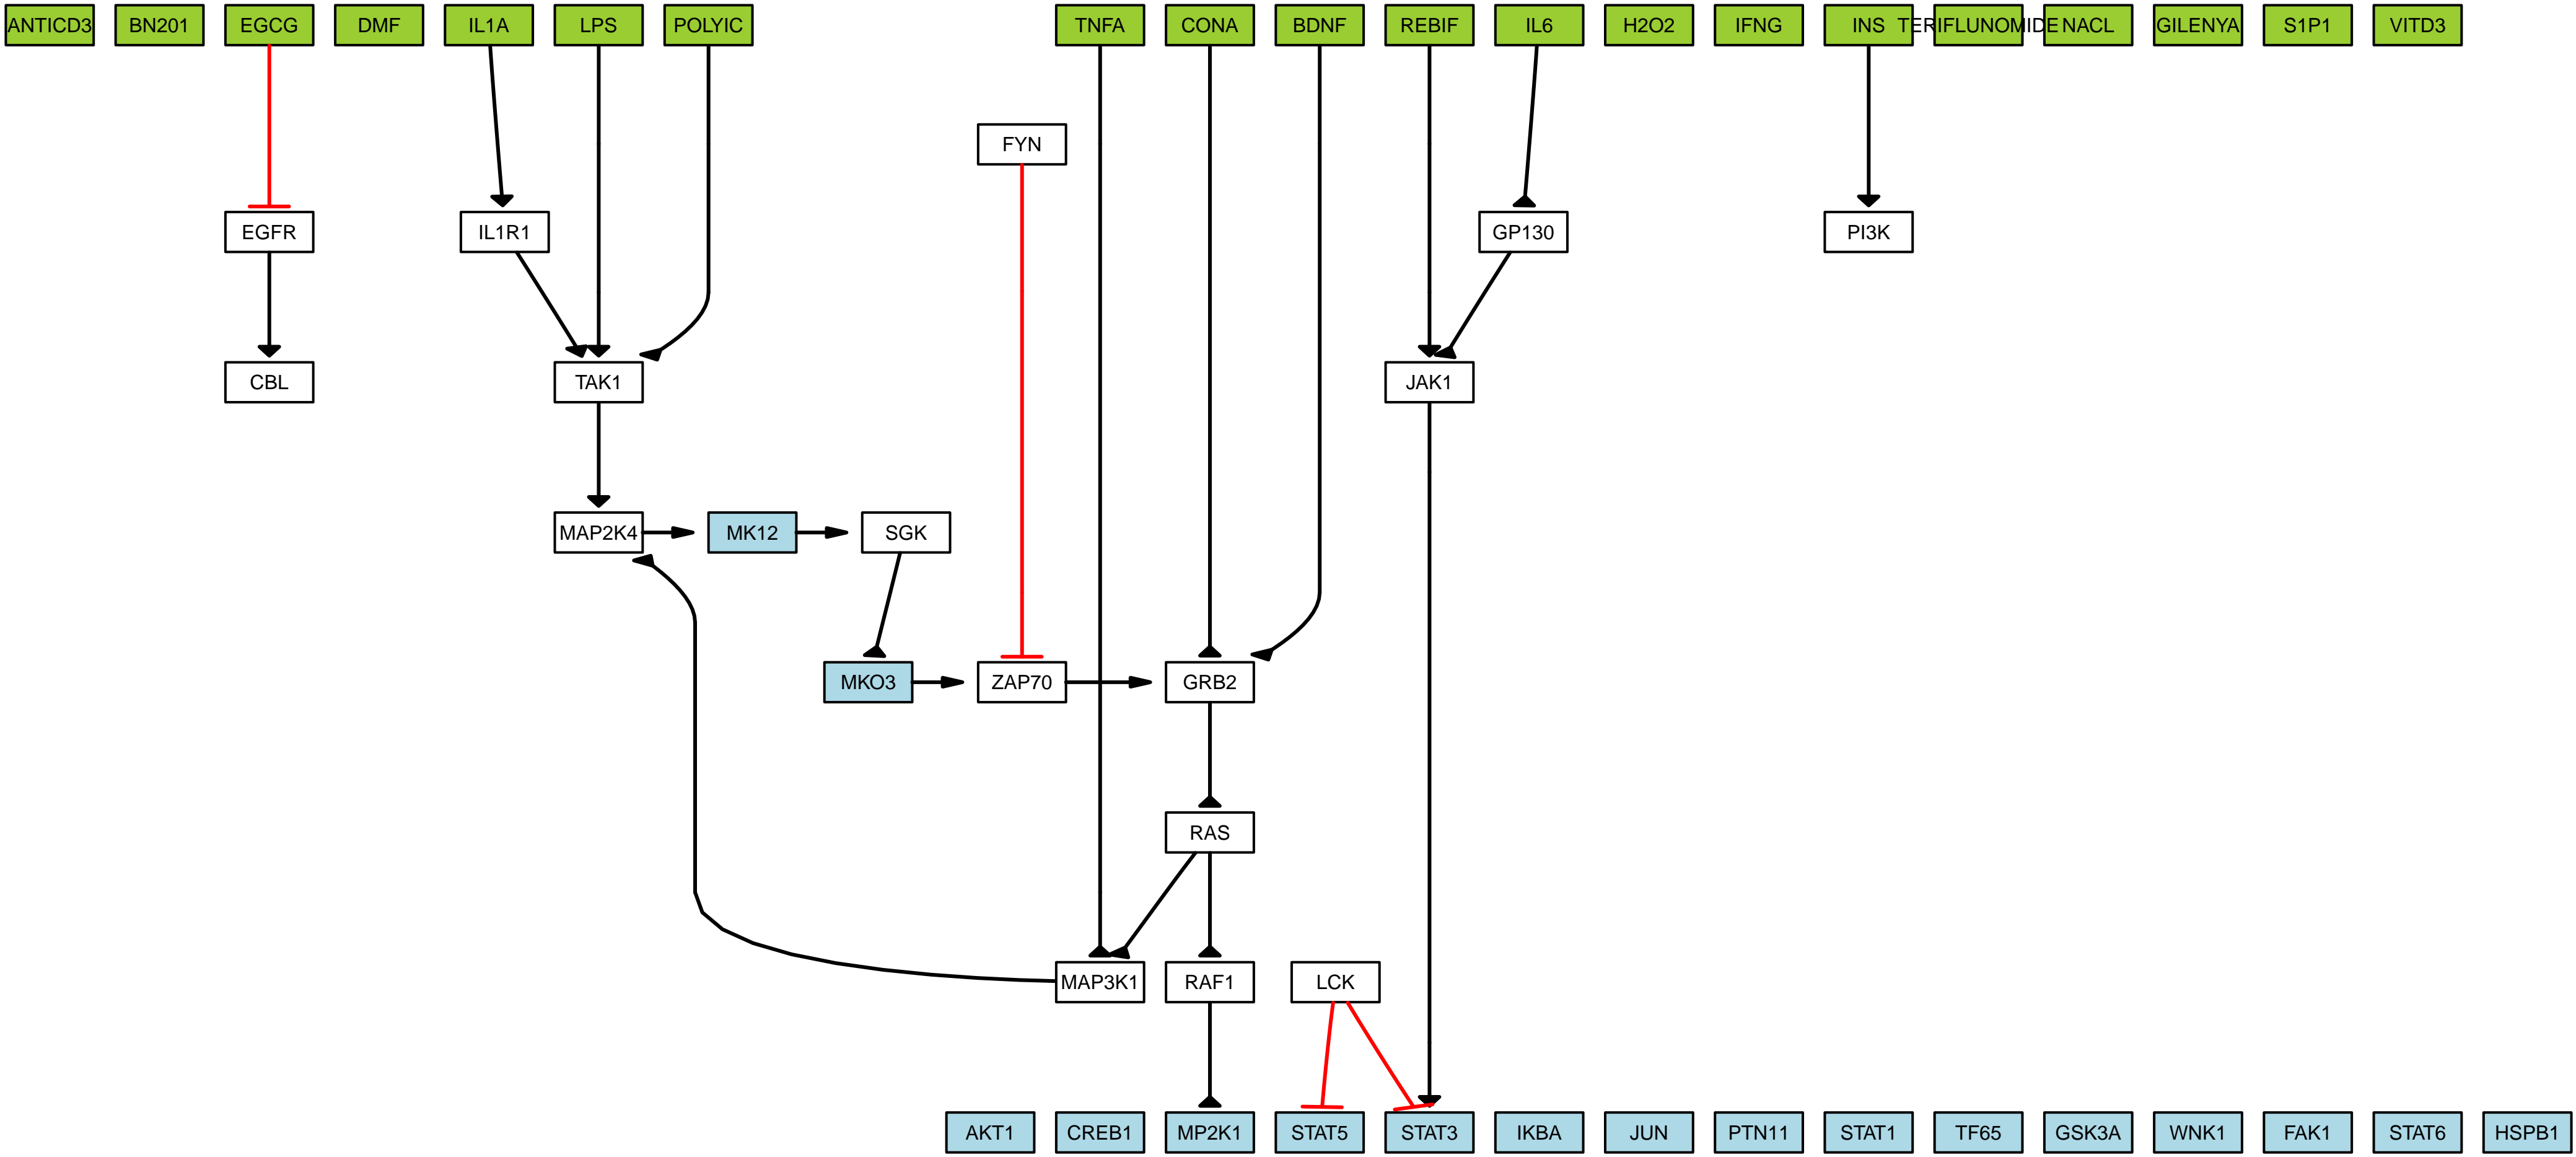 ANTICD3 BN201 EGCG DMF IL1A LPS POLYIC TNFA CONA BDNF REBIF IL6 H2O2 IFNG INS TERIFLUNOMIDE NACL GILENYA S1P1 VITD3
FYN
EGFR IL1R1 GP130 PI3K
CBL TAK1 JAK1
MAP2K4 MK12 SGK
MKO3 ZAP70 GRB2
RAS
MAP3K1 RAF1 LCK
AKT1 CREB1 MP2K1 STAT5 STAT3 IKBA JUN PTN11 STAT1 TF65 GSK3A WNK1 FAK1 STAT6 HSPB1